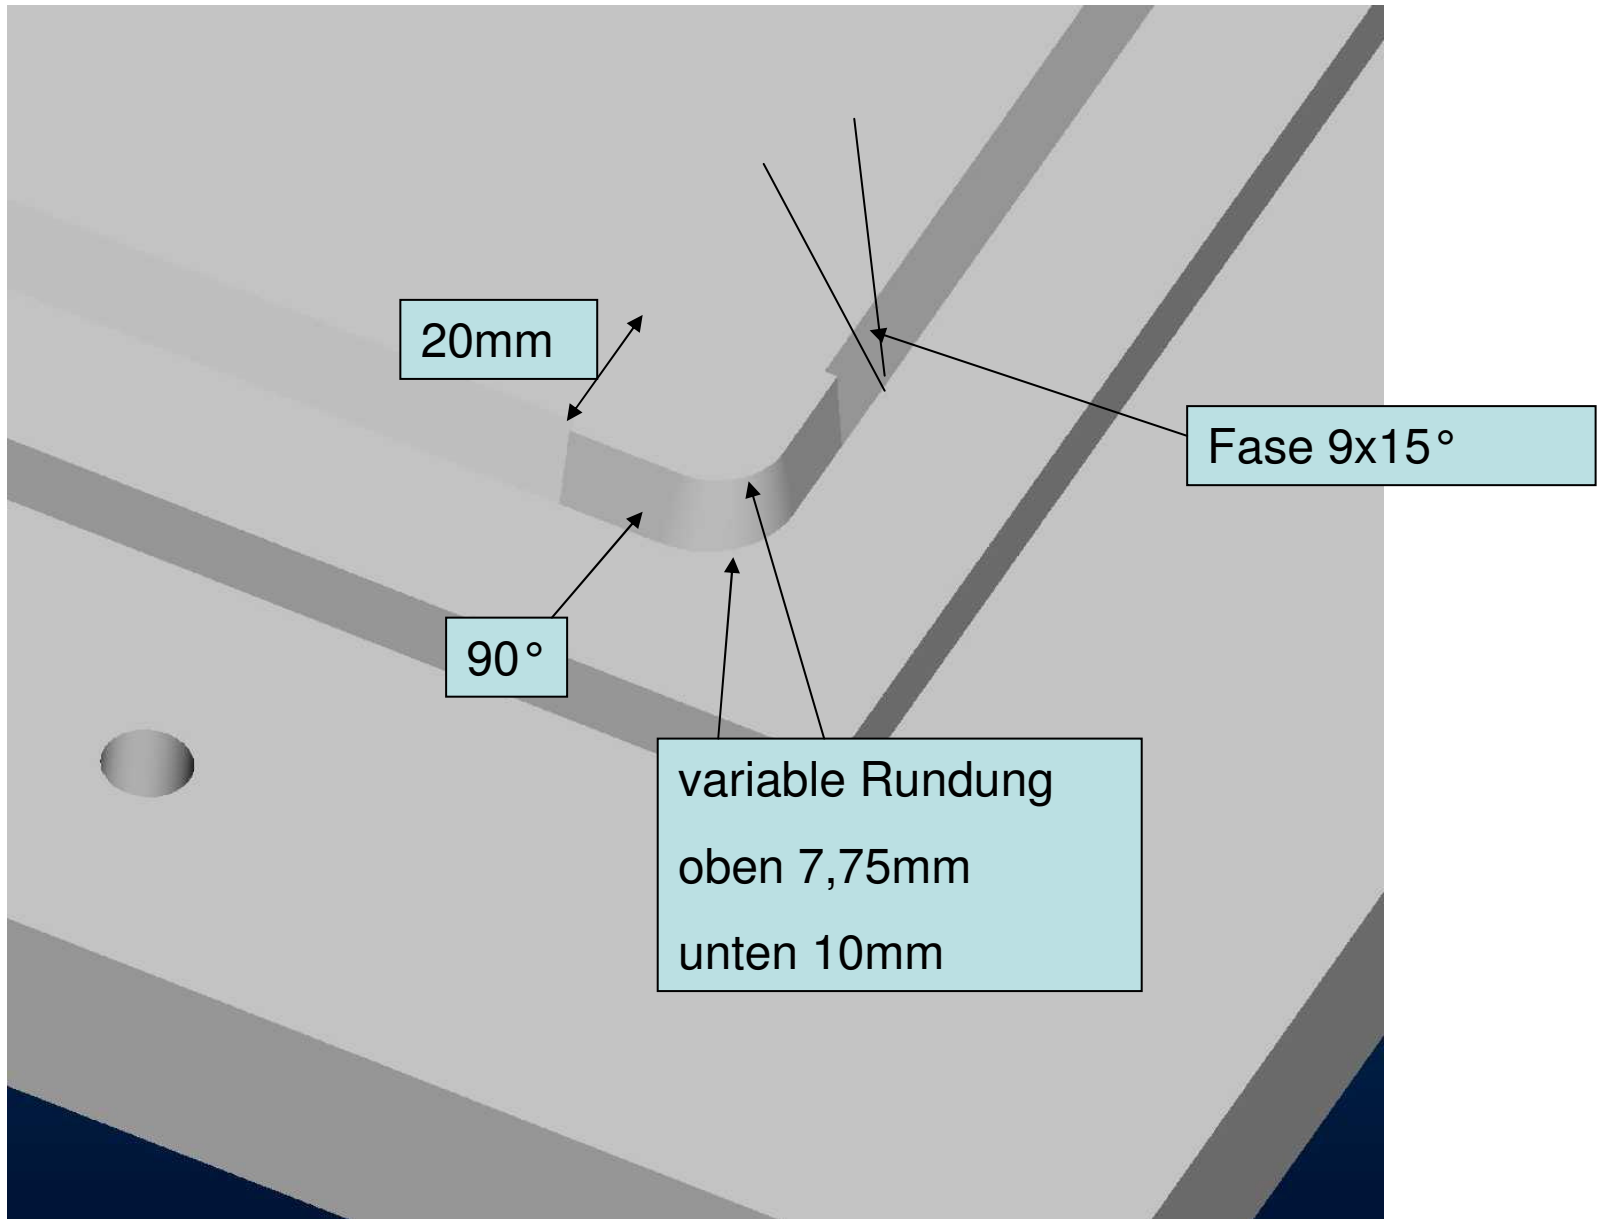 20mm
Fase 9x15°
90°
variable Rundung
oben 7,75mm
unten 10mm